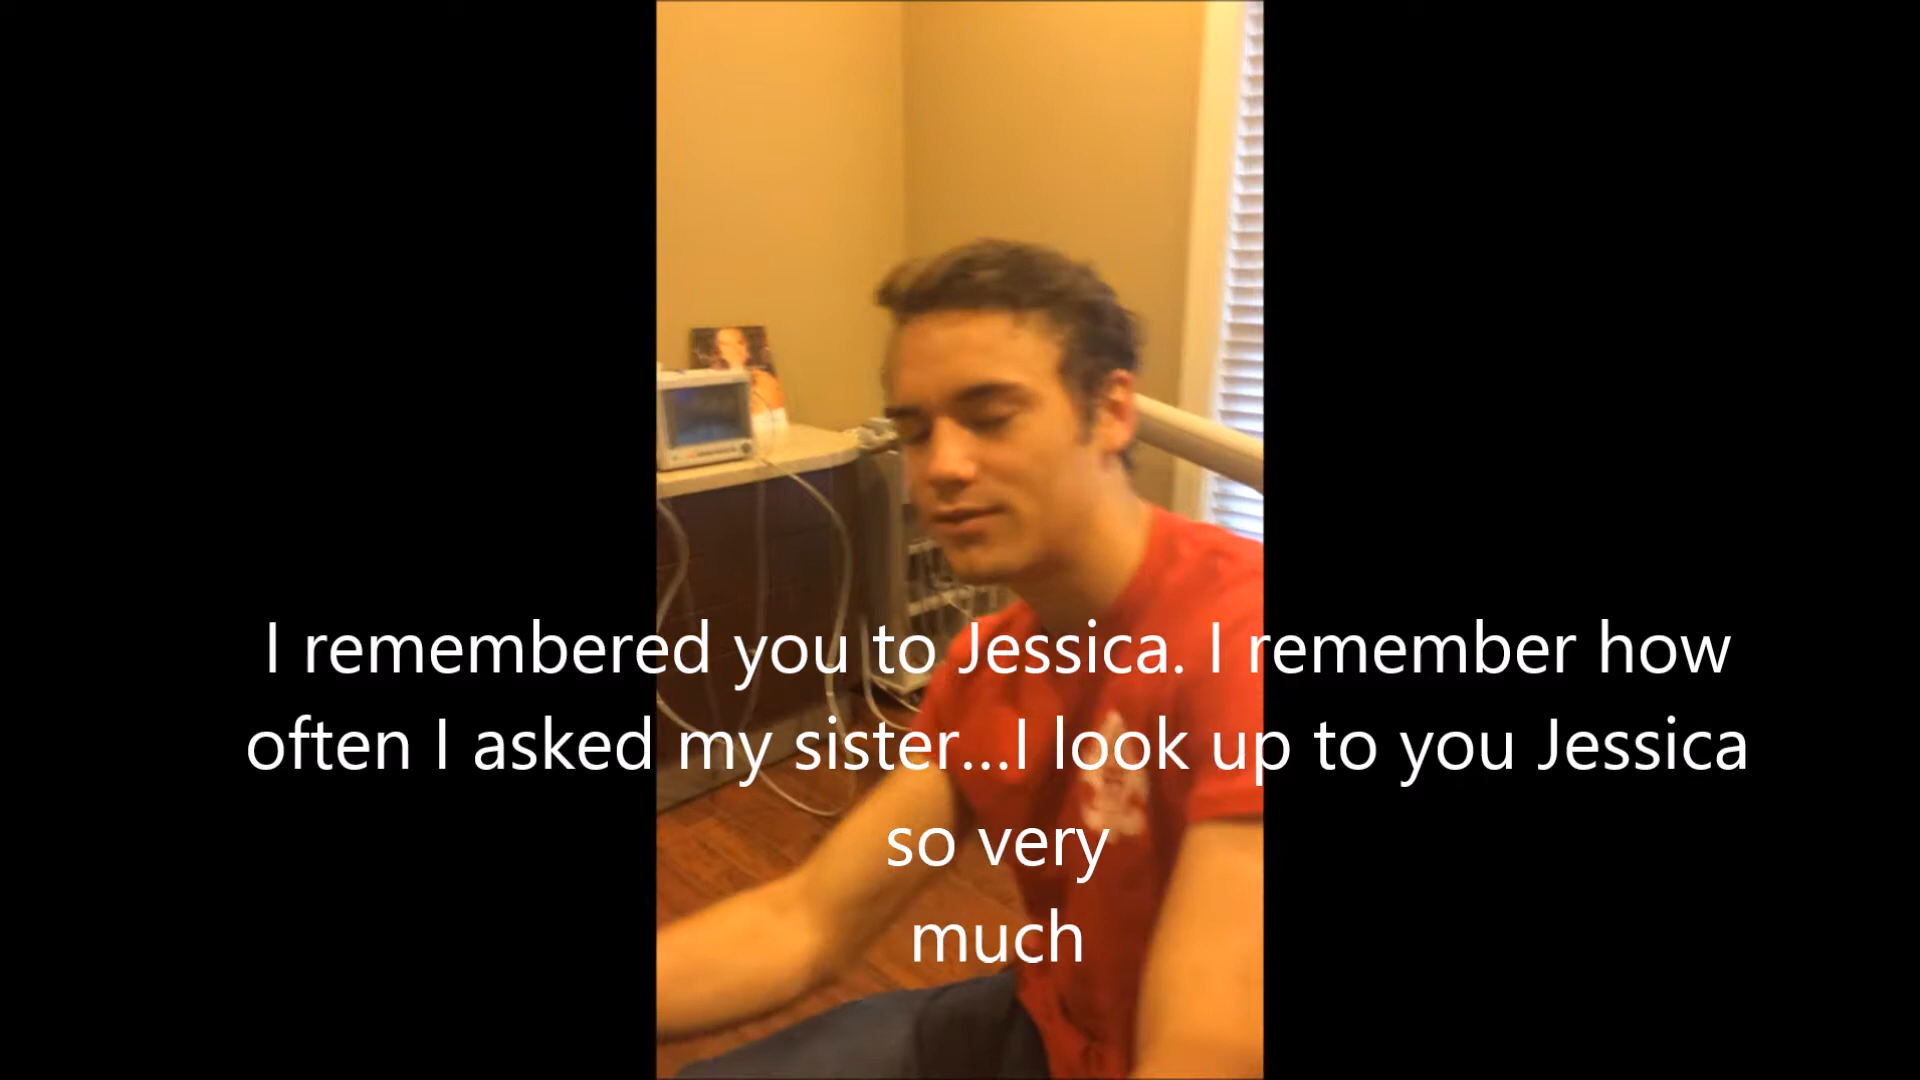 I remembered you to Jessica. I remember how
often I asked my sister...I look up to you Jessica
so very
much